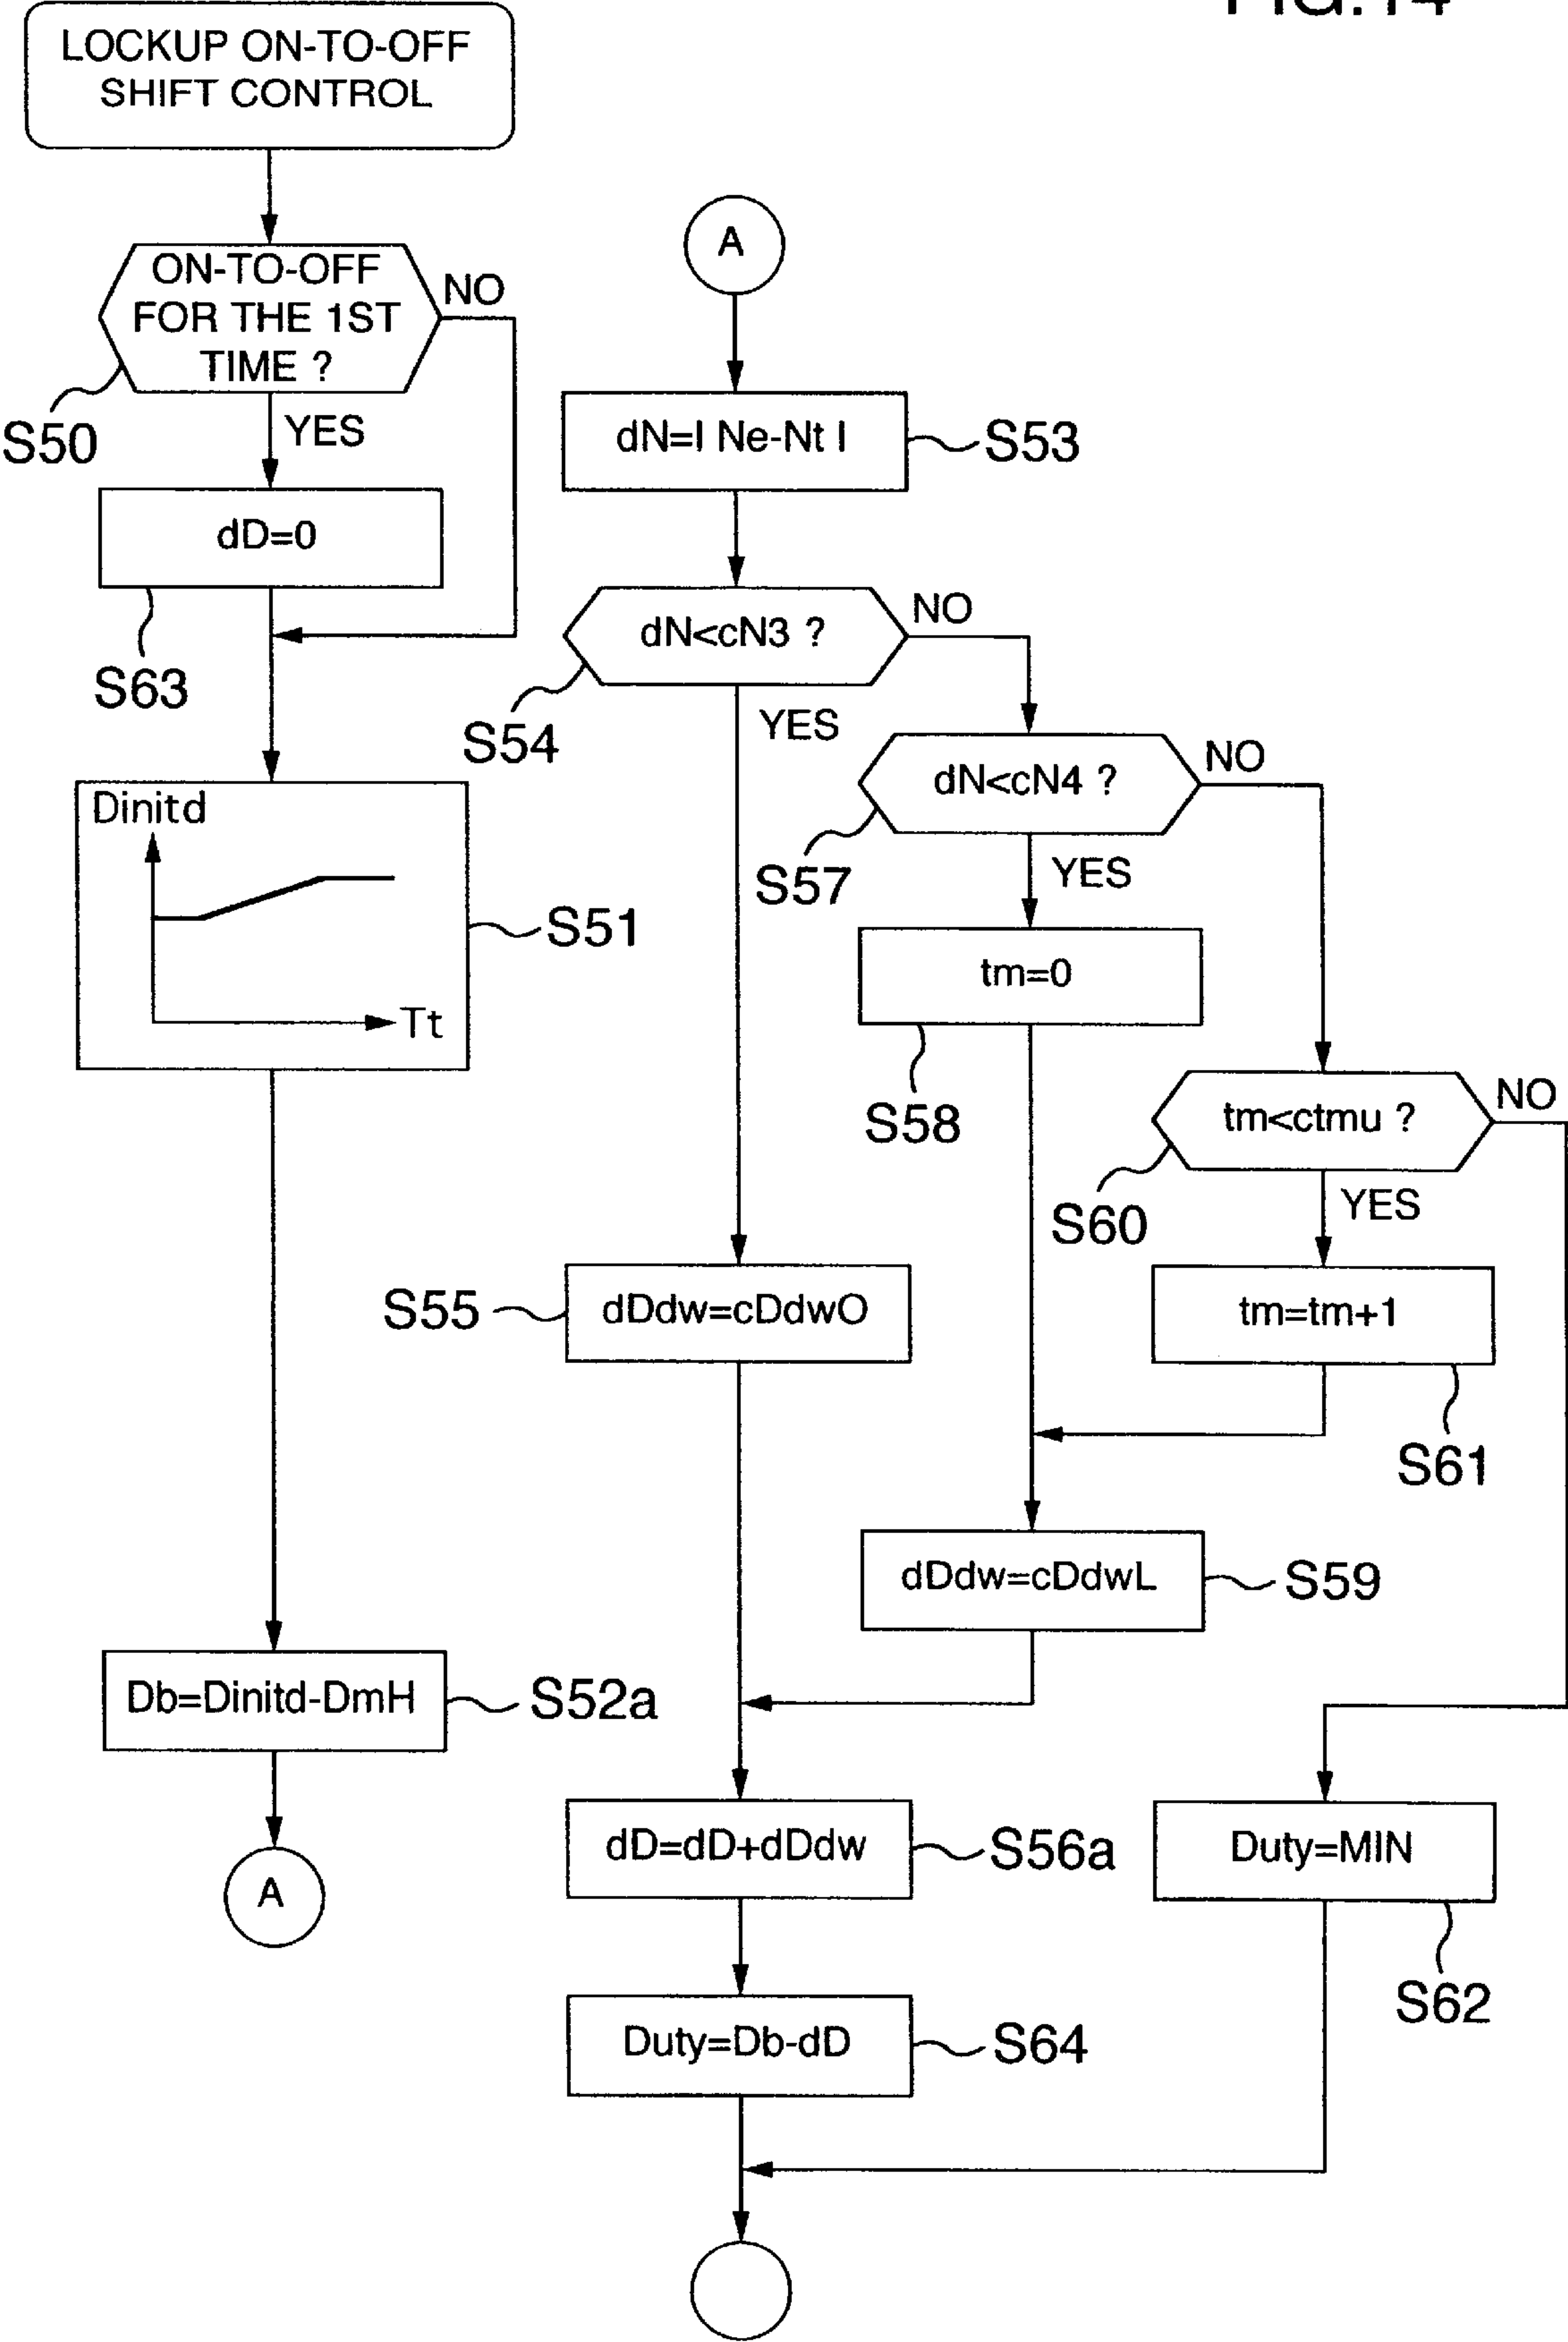 FIG.14
LOCKUP ON-TO-OFF
SHIFT CONTROL
ON-TO-OFF
FOR THE 1ST
TIME ?
NO
S50
YES
dD=0
S63
Dinitd
Tt
S51
Db=Dinitd-DmH
S52a
A
A
dN=I Ne-Nt I
S53
dN<cN3 ?
NO
S54
YES
dN<cN4 ?
NO
S57
YES
tm=0
S58
tm<ctmu ?
NO
S60
YES
tm=tm+1
S61
S55
dDdw=cDdwO
dDdw=cDdwL
S59
dD=dD+dDdw
S56a
Duty=MIN
S62
Duty=Db-dD
S64